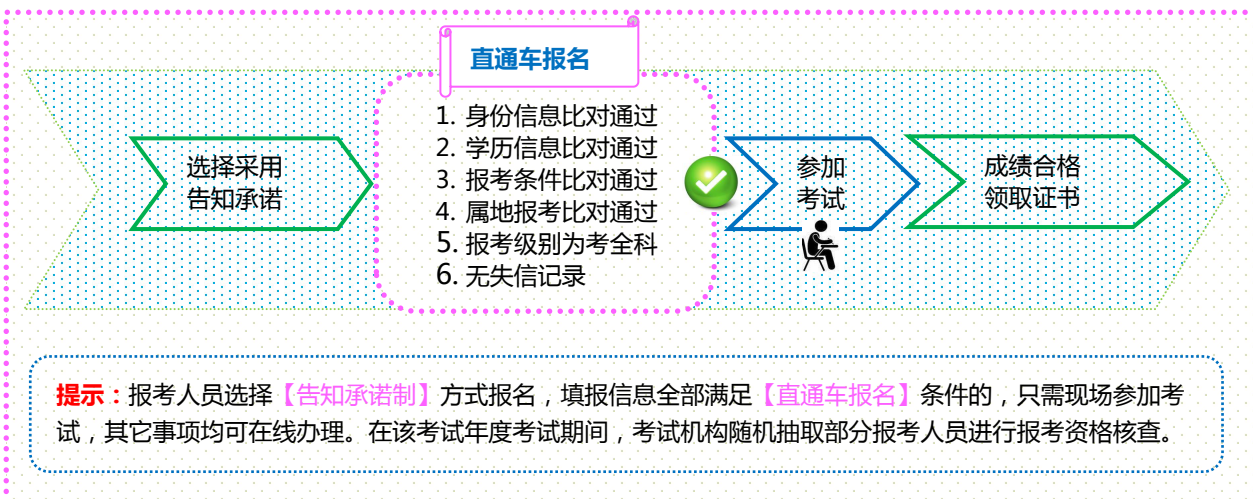 直通车报名
选择采用
告知承诺
1. 身份信息比对通过
2. 学历信息比对通过
3. 报考条件比对通过
4. 属地报考比对通过
5. 报考级别为考全科
6. 无失信记录
参加
考试
成绩合格
领取证书
提示：报考人员选择【告知承诺制】方式报名，填报信息全部满足【直通车报名】条件的，只需现场参加考
试，其它事项均可在线办理。在该考试年度考试期间，考试机构随机抽取部分报考人员进行报考资格核查。